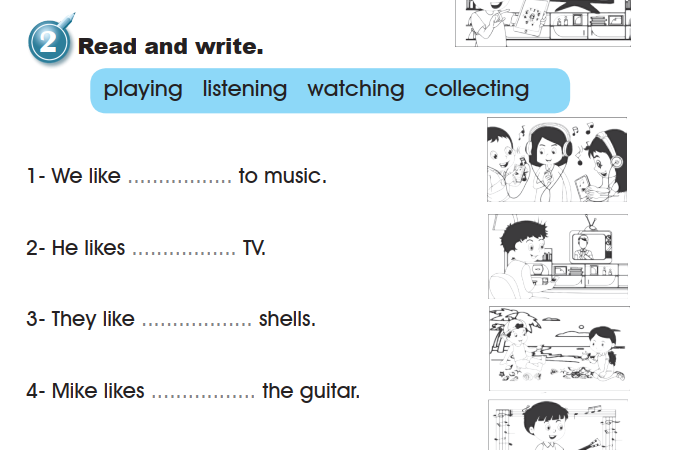 2 Read and write.
playing listening watching collecting
1- We like ................. to music.
2- He likes ................. TV.
3- They like .................. shells.
4- Mike likes ................. the guitar.